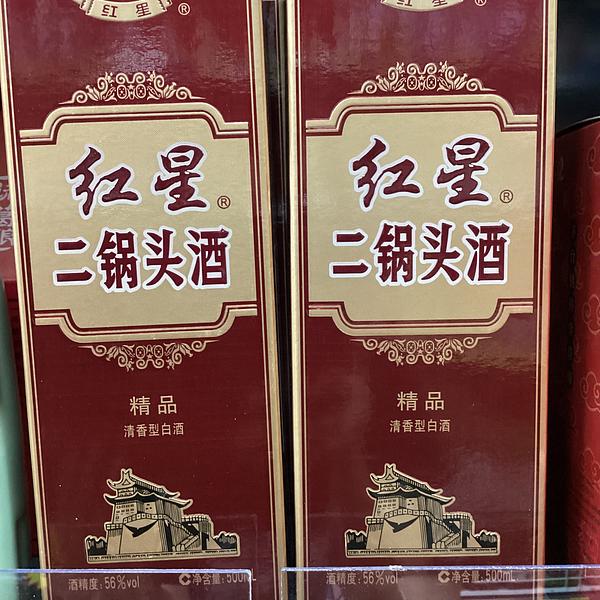 红星®
二锅头酒
精品
清香型白酒
酒精度: 56%vol
净含量: 500mL
红星®
二锅头酒
精品
清香型白酒
酒精度: 56%vol
净含量: 500mL